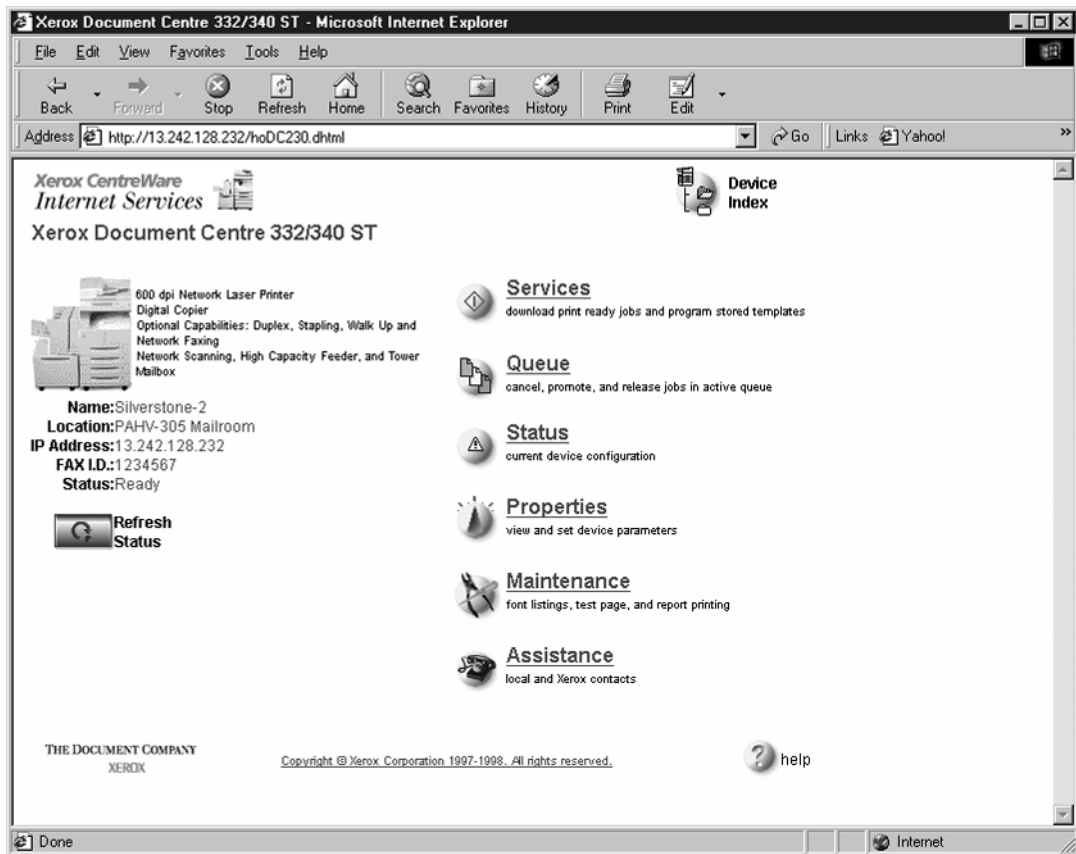 Xerox Document Centre 332/340 ST - Microsoft Internet Explorer
File Edit View Favorites Tools Help
Back Forward Stop Refresh Home Search Favorites History Print Edit
Address http://13.242.128.232/hoDC230.dhtml Go Links Yahoo! »
Xerox CentreWare
Internet Services
Device
Index
Xerox Document Centre 332/340 ST
600 dpi Network Laser Printer
Digital Copier
Optional Capabilities: Duplex, Stapling, Walk Up and
Network Faxing
Network Scanning, High Capacity Feeder, and Tower
Mailbox
Name:Silverstone-2
Location:PAHV-305 Mailroom
IP Address:13.242.128.232
FAX I.D.:1234567
Status:Ready
Refresh
Status
Services
download print ready jobs and program stored templates
Queue
cancel, promote, and release jobs in active queue
Status
current device configuration
Properties
view and set device parameters
Maintenance
font listings, test page, and report printing
Assistance
local and Xerox contacts
THE DOCUMENT COMPANY
XEROX
Copyright © Xerox Corporation 1997-1998. All rights reserved.
? help
Done Internet